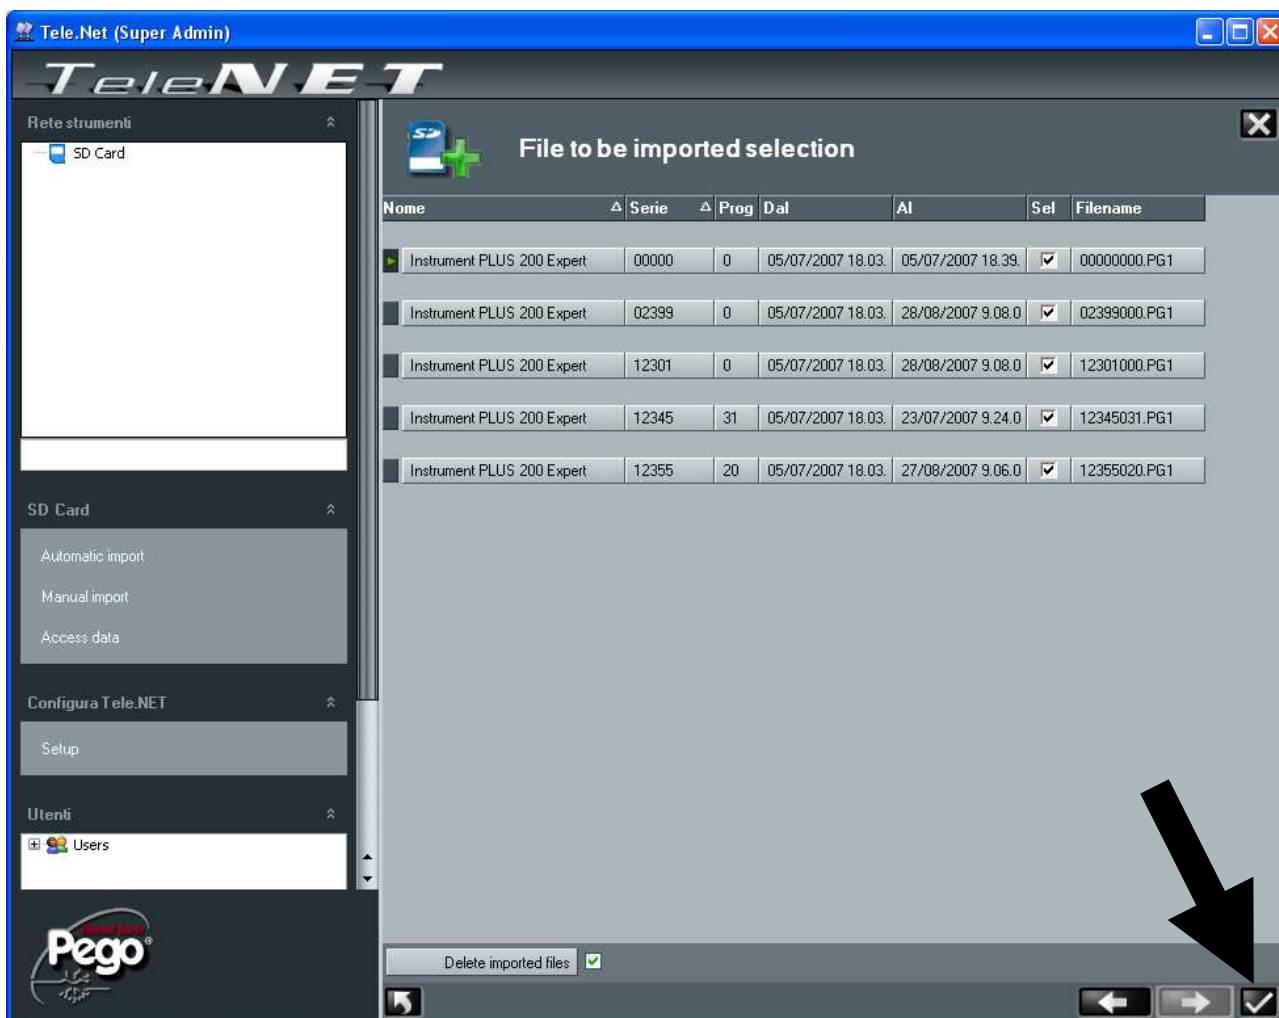 Tele.Net (Super Admin)
TeleNET
Rete strumenti
SD Card
SD
File to be imported selection
Nome Serie Prog Dal Al Sel Filename
Instrument PLUS 200 Expert 00000 0 05/07/2007 18.03. 05/07/2007 18.39. 00000000.PG1
Instrument PLUS 200 Expert 02399 0 05/07/2007 18.03. 28/08/2007 9.08.0 02399000.PG1
Instrument PLUS 200 Expert 12301 0 05/07/2007 18.03. 28/08/2007 9.08.0 12301000.PG1
Instrument PLUS 200 Expert 12345 31 05/07/2007 18.03. 23/07/2007 9.24.0 12345031.PG1
Instrument PLUS 200 Expert 12355 20 05/07/2007 18.03. 27/08/2007 9.06.0 12355020.PG1
SD Card
Automatic import
Manual import
Access data
Configura Tele.NET
Setup
Utenti
Users
Pego®
Delete imported files